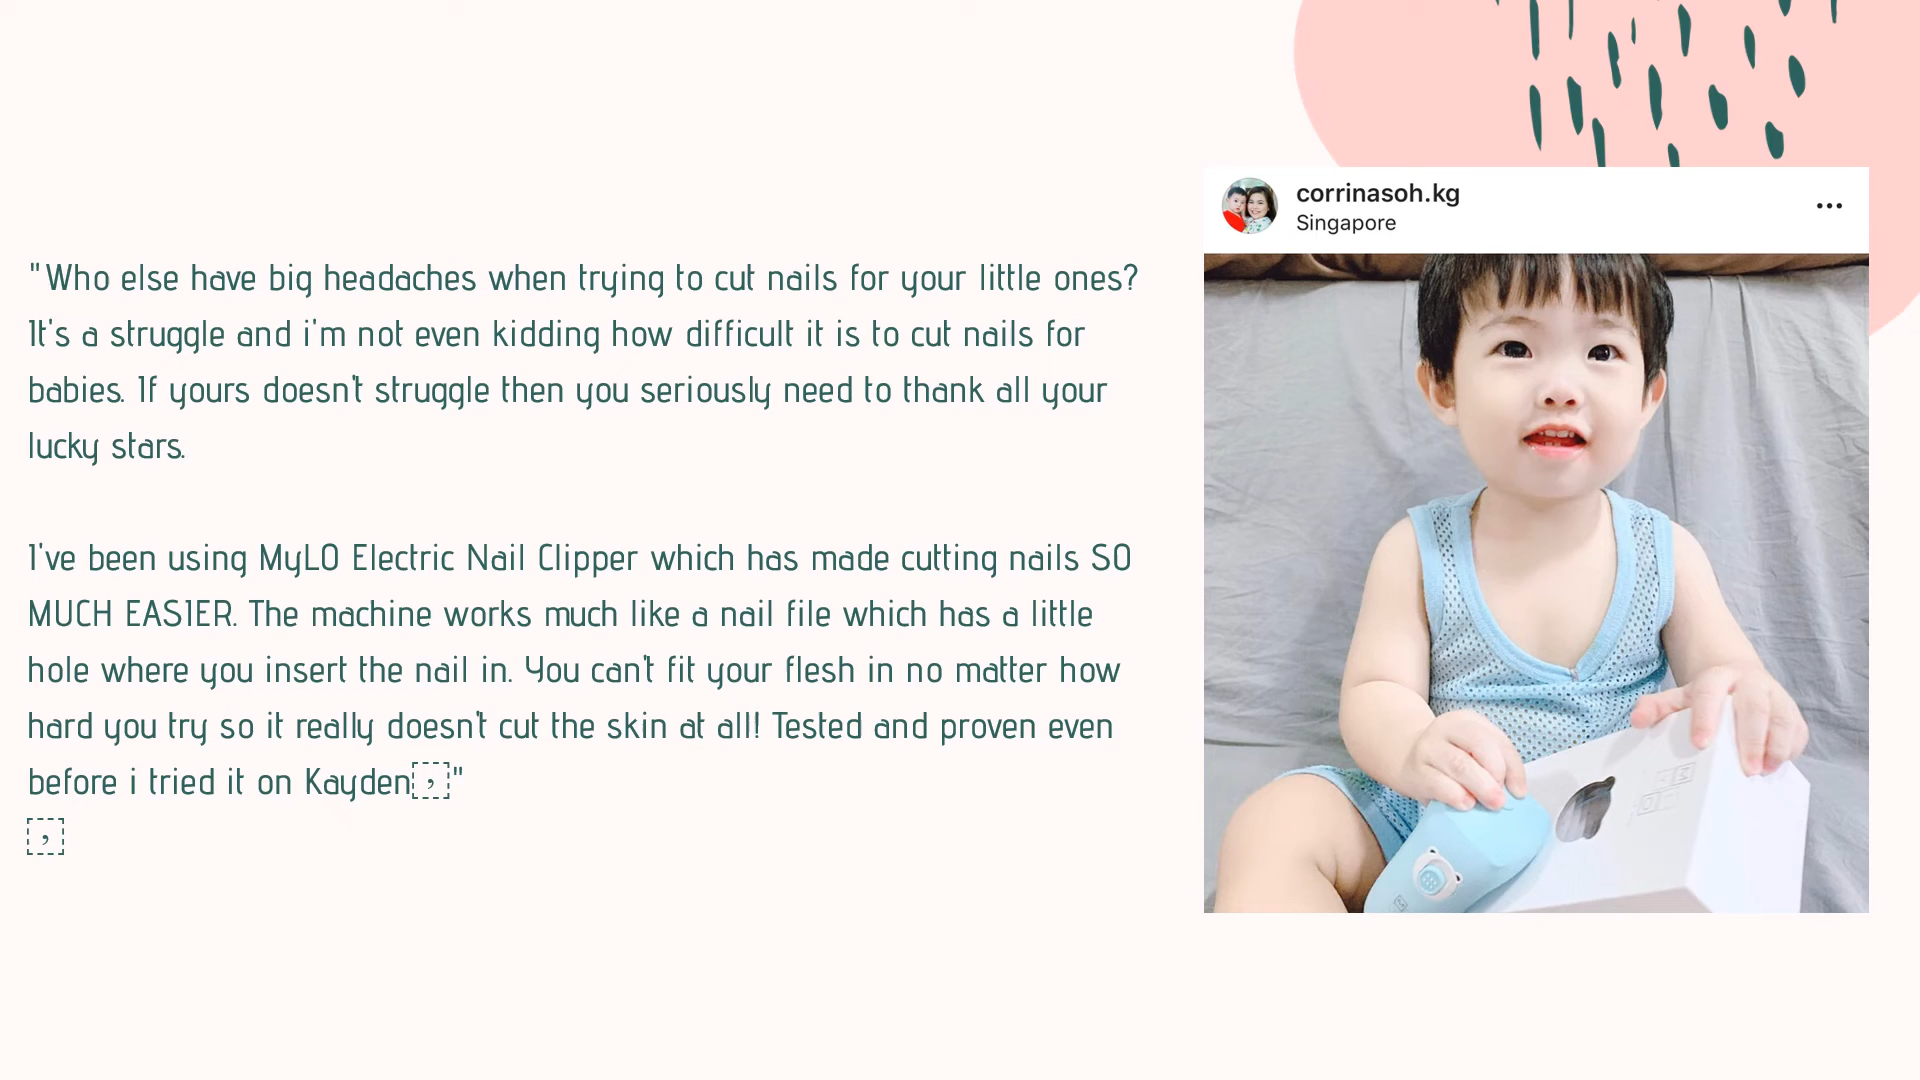 "Who else have big headaches when trying to cut nails for your little ones?
It's a struggle and i'm not even kidding how difficult it is to cut nails for
babies. If yours doesn't struggle then you seriously need to thank all your
lucky stars.
I've been using MyLO Electric Nail Clipper which has made cutting nails SO
MUCH EASIER. The machine works much like a nail file which has a little
hole where you insert the nail in. You can't fit your flesh in no matter how
hard you try so it really doesn't cut the skin at all! Tested and proven even
before i tried it on Kayden,"
,
corrinasoh.kg
Singapore